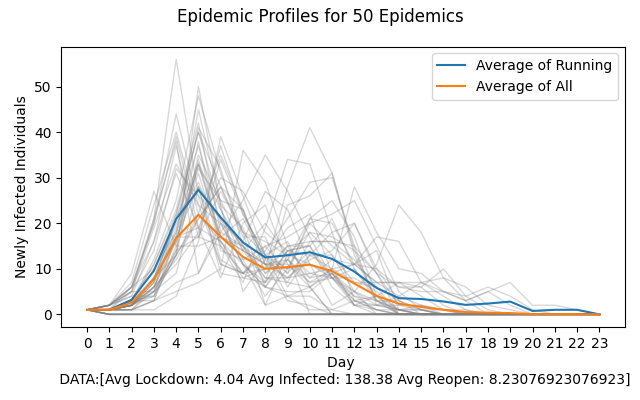 Epidemic Profiles for 50 Epidemics
Average of Running
Average of All
Newly Infected Individuals
50
40
30
20
10
0
0 1 2 3 4 5 6 7 8 9 10 11 12 13 14 15 16 17 18 19 20 21 22 23
Day
DATA:[Avg Lockdown: 4.04 Avg Infected: 138.38 Avg Reopen: 8.23076923076923]